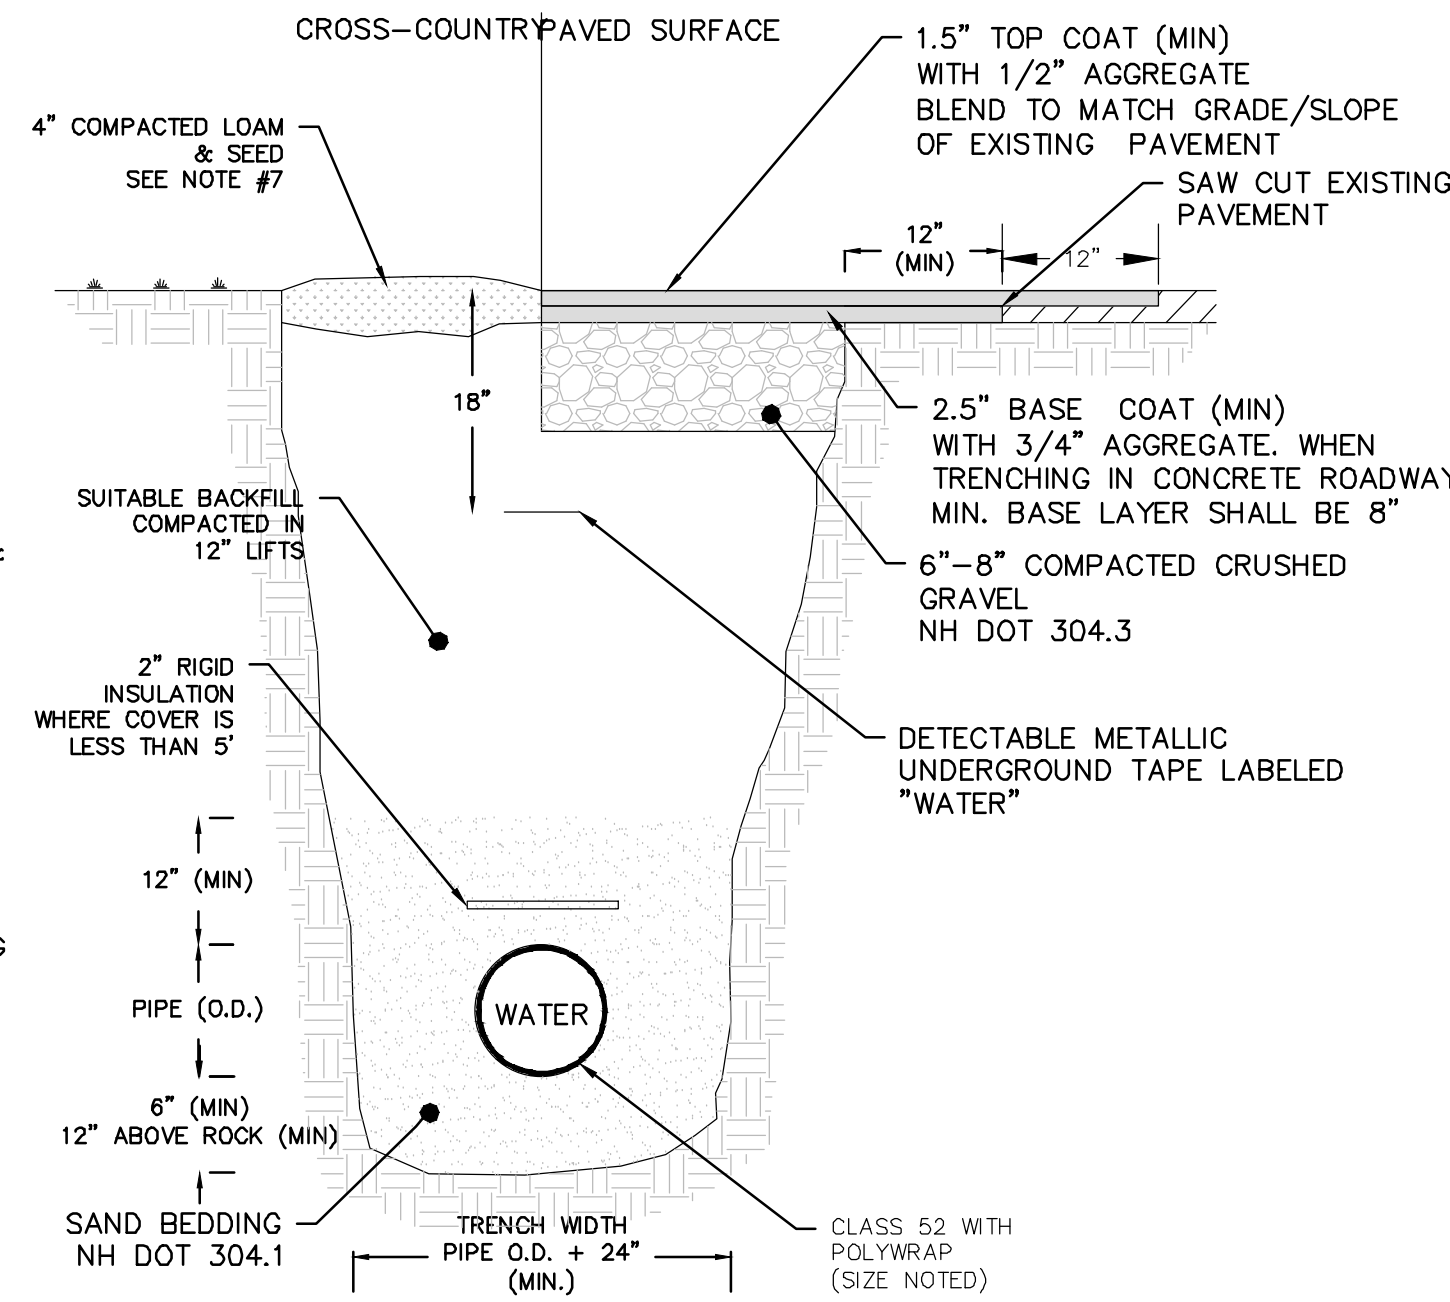 CROSS-COUNTRY
PAVED SURFACE
1.5" TOP COAT (MIN)
WITH 1/2" AGGREGATE
BLEND TO MATCH GRADE/SLOPE
OF EXISTING PAVEMENT
4" COMPACTED LOAM
& SEED
SEE NOTE #7
SAW CUT EXISTING
PAVEMENT
12"
(MIN)
12"
18"
2.5" BASE COAT (MIN)
WITH 3/4" AGGREGATE. WHEN
TRENCHING IN CONCRETE ROADWAY
MIN. BASE LAYER SHALL BE 8"
SUITABLE BACKFILL
COMPACTED IN
12" LIFTS
6"-8" COMPACTED CRUSHED
GRAVEL
NH DOT 304.3
2" RIGID
INSULATION
WHERE COVER IS
LESS THAN 5'
DETECTABLE METALLIC
UNDERGROUND TAPE LABELED
"WATER"
12" (MIN)
PIPE (O.D.)
WATER
6" (MIN)
12" ABOVE ROCK (MIN)
SAND BEDDING
NH DOT 304.1
TRENCH WIDTH
PIPE O.D. + 24"
(MIN.)
CLASS 52 WITH
POLYWRAP
(SIZE NOTED)